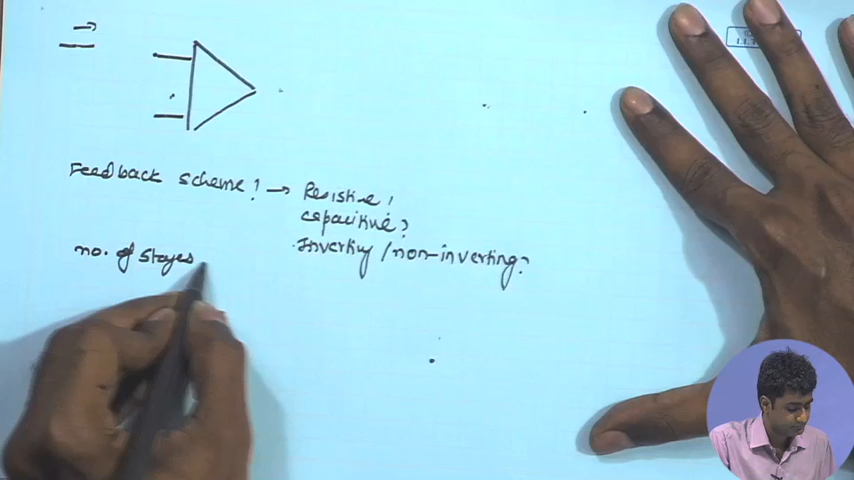 Feedback scheme! → Resistive,
capacitive?
Inverting / non-inverting?
no. of stages